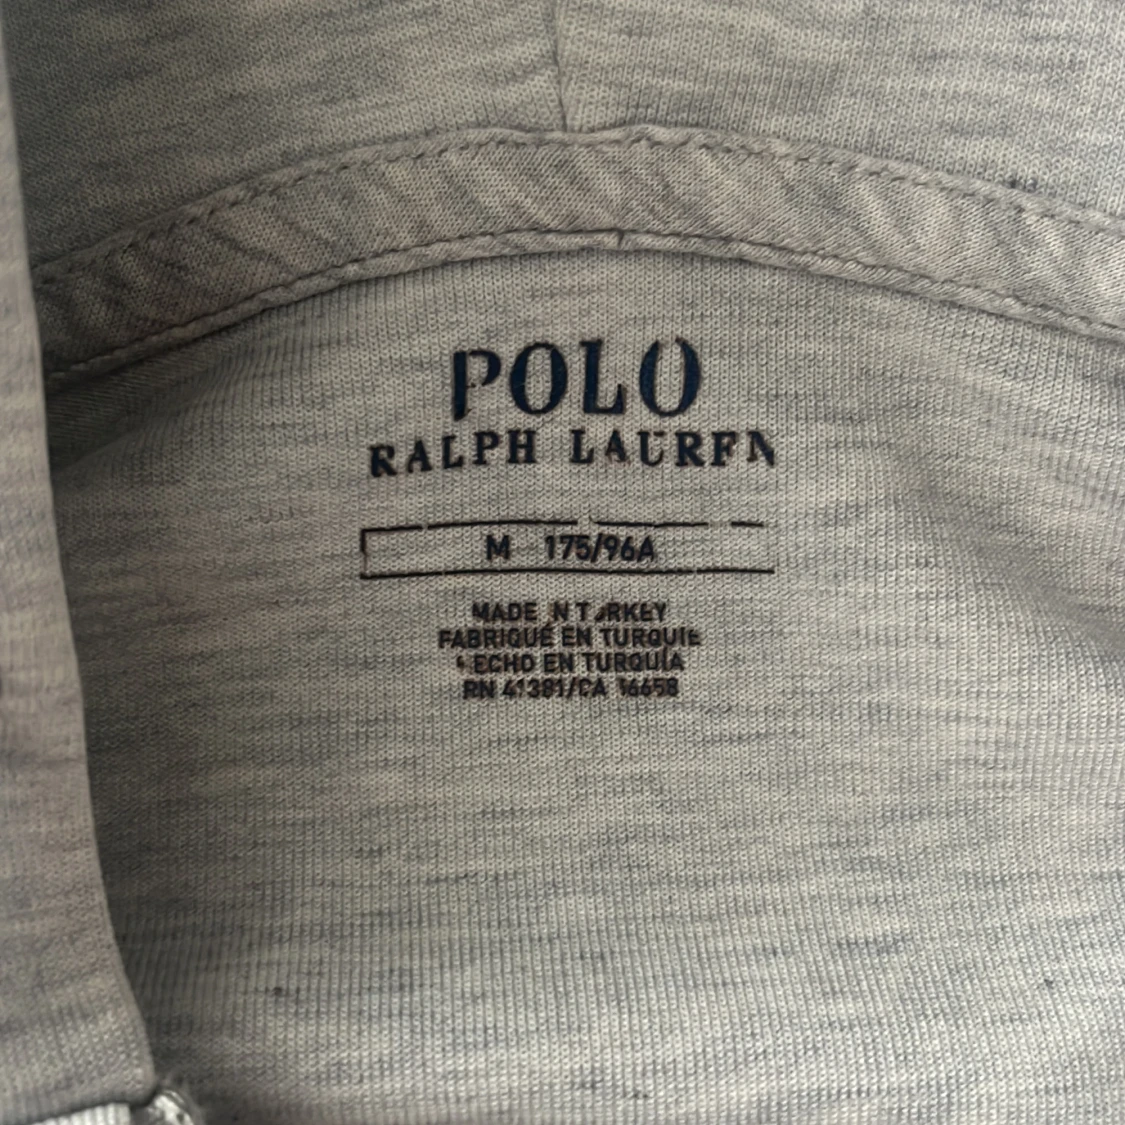 POLO
RALPH LAUREN
M 175/96A
MADE IN TURKEY
FABRIQUÉ EN TURQUIE
HECHO EN TURQUÍA
RN 41381/CA 16658